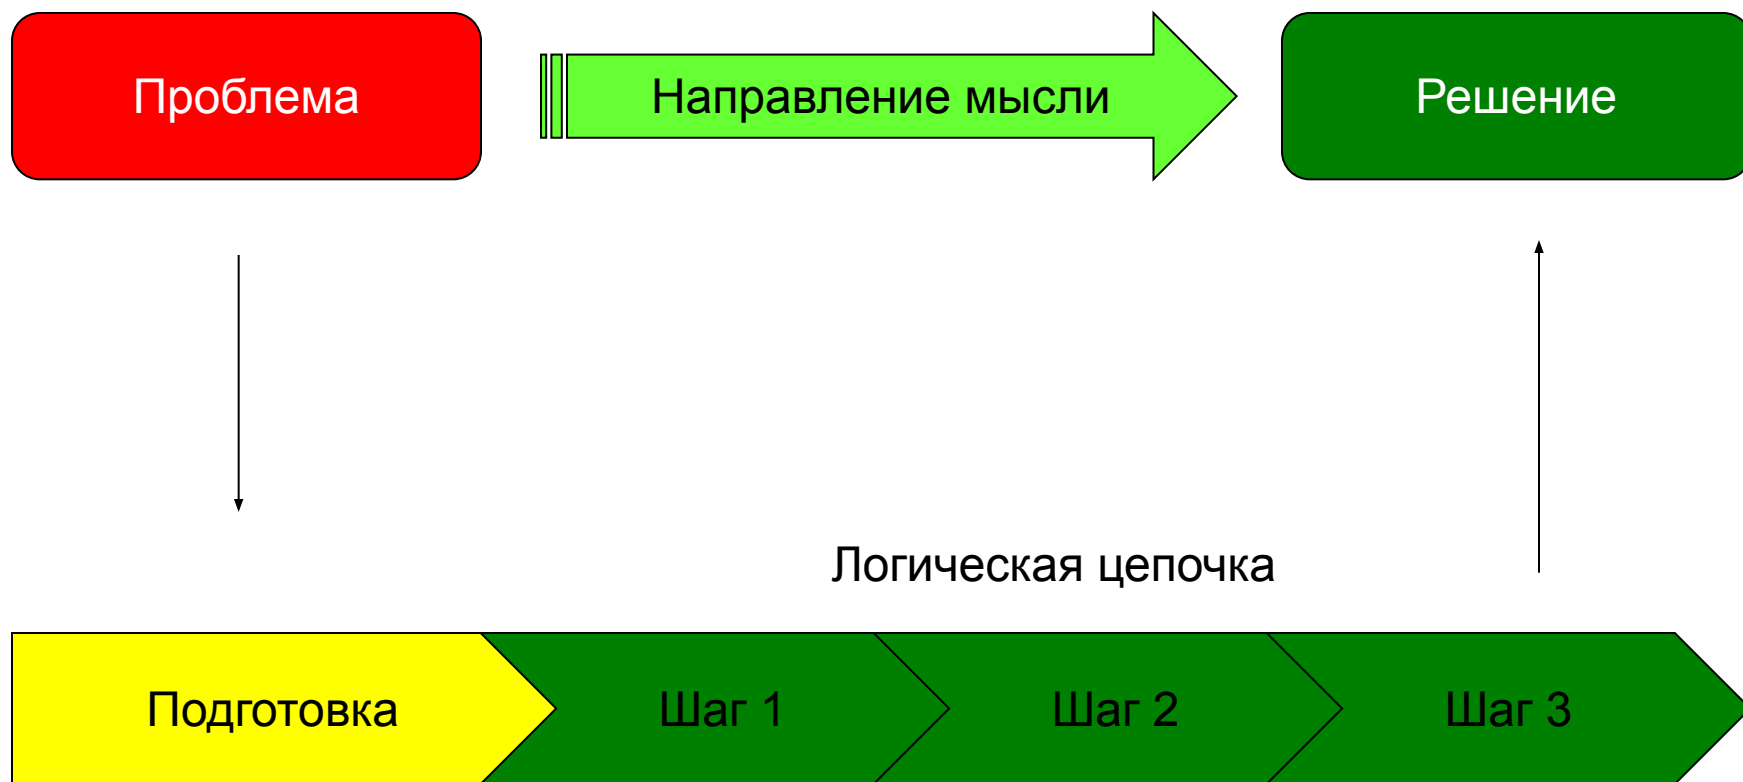 Проблема
Направление мысли
Решение
Логическая цепочка
Подготовка
Шаг 1
Шаг 2
Шаг 3